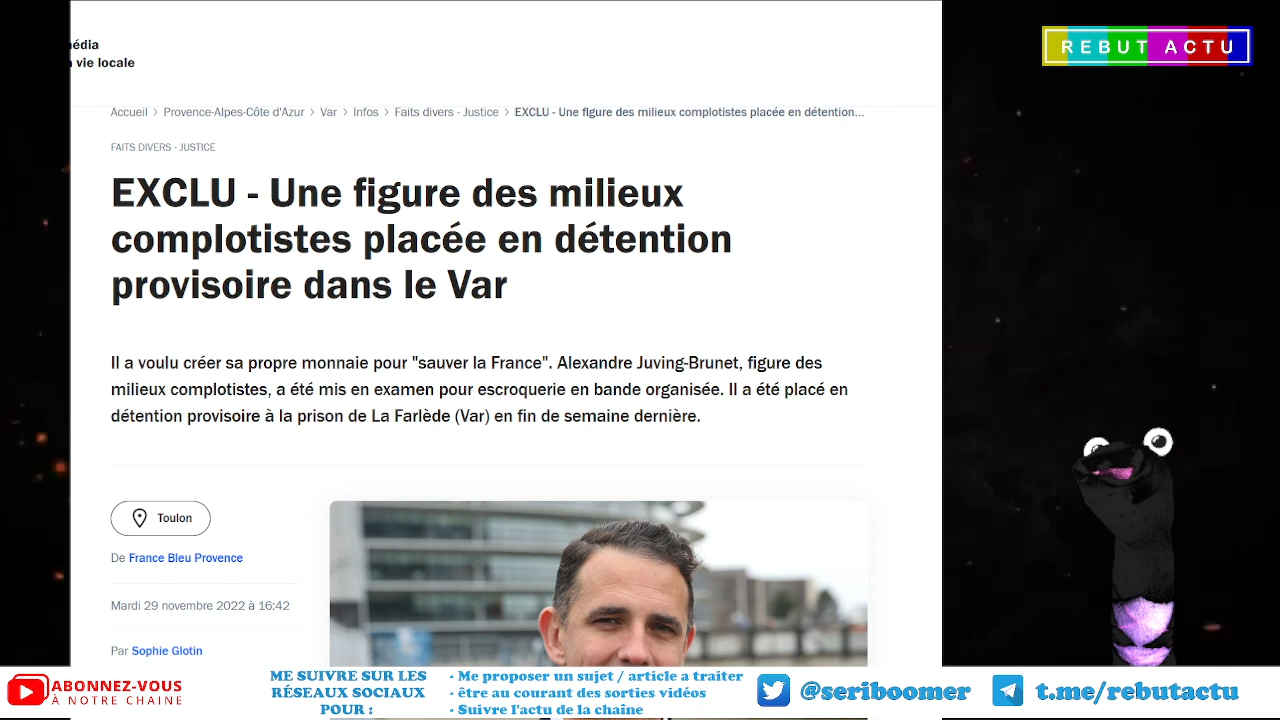 média
vie locale
REBUT ACTU
Accueil > Provence-Alpes-Côte d'Azur > Var > Infos > Faits divers - Justice > EXCLU - Une figure des milieux complotistes placée en détention...
FAITS DIVERS - JUSTICE
EXCLU - Une figure des milieux
complotistes placée en détention
provisoire dans le Var
Il a voulu créer sa propre monnaie pour "sauver la France". Alexandre Juving-Brunet, figure des
milieux complotistes, a été mis en examen pour escroquerie en bande organisée. Il a été placé en
détention provisoire à la prison de La Farlède (Var) en fin de semaine dernière.
Toulon
De France Bleu Provence
Mardi 29 novembre 2022 à 16:42
Par Sophie Glotin
ABONNEZ-VOUS
À NOTRE CHAINE
ME SUIVRE SUR LES
RÉSEAUX SOCIAUX
POUR :
- Me proposer un sujet / article a traiter
- être au courant des sorties vidéos
- Suivre l'actu de la chaîne
@seriboomer
t.me/rebutactu